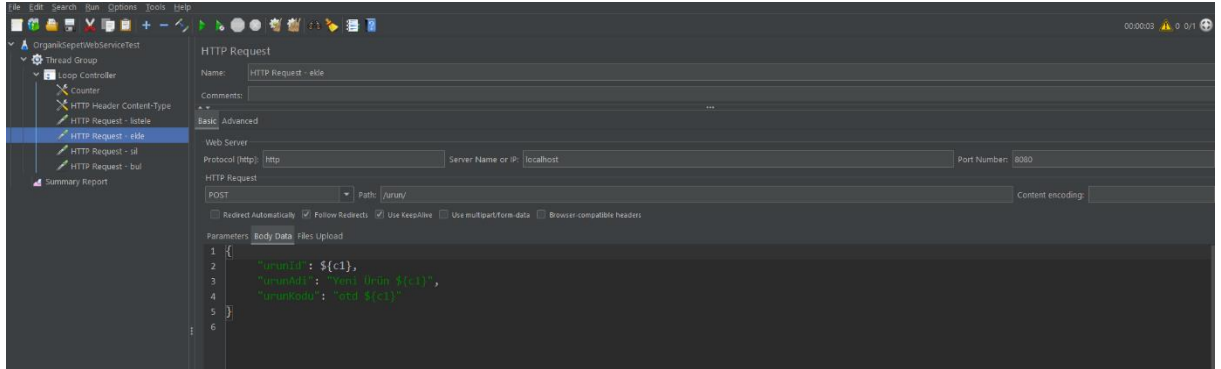 File Edit Search Run Options Tools Help
00:00:03 0 0/1
OrganikSepetWebServiceTest
Thread Group
Loop Controller
Counter
HTTP Header Content-Type
HTTP Request - listele
HTTP Request - ekle
HTTP Request - sil
HTTP Request - bul
Summary Report
HTTP Request
Name: HTTP Request - ekle
Comments:
Basic Advanced
Web Server
Protocol [http]: http Server Name or IP: localhost Port Number: 8080
HTTP Request
POST Path: /urun/ Content encoding:
Redirect Automatically Follow Redirects Use KeepAlive Use multipart/form-data Browser-compatible headers
Parameters Body Data Files Upload
1 {
2 "urunId": ${c1},
3 "urunAdi": "Yeni Ürün ${c1}",
4 "urunKodu": "otd ${c1}"
5 }
6